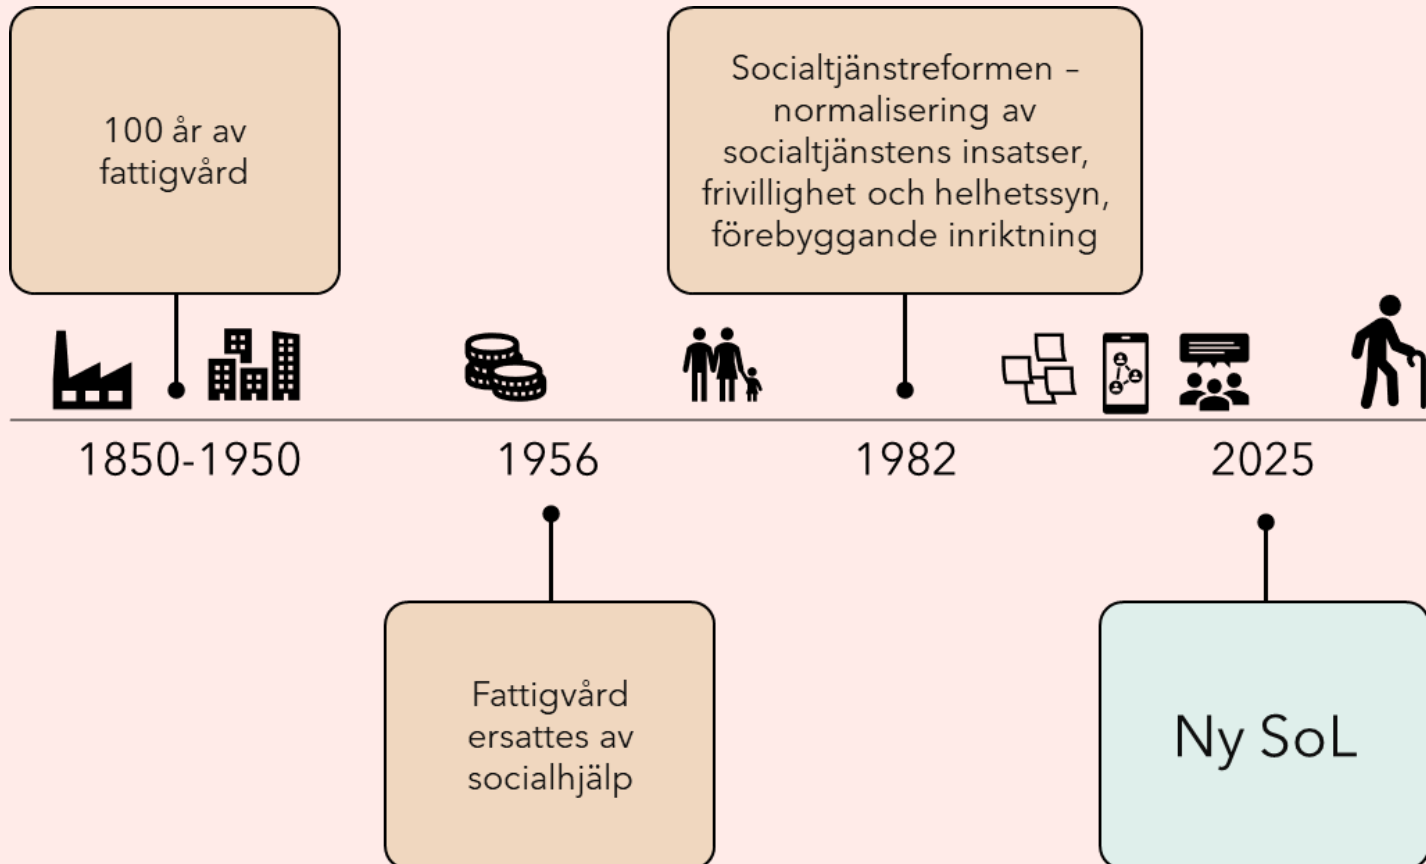 100 år av
fattigvård
Socialtjänstreformen –
normalisering av
socialtjänstens insatser,
frivillighet och helhetssyn,
förebyggande inriktning
1850-1950
1956
1982
2025
Fattigvård
ersattes av
socialhjälp
Ny SoL